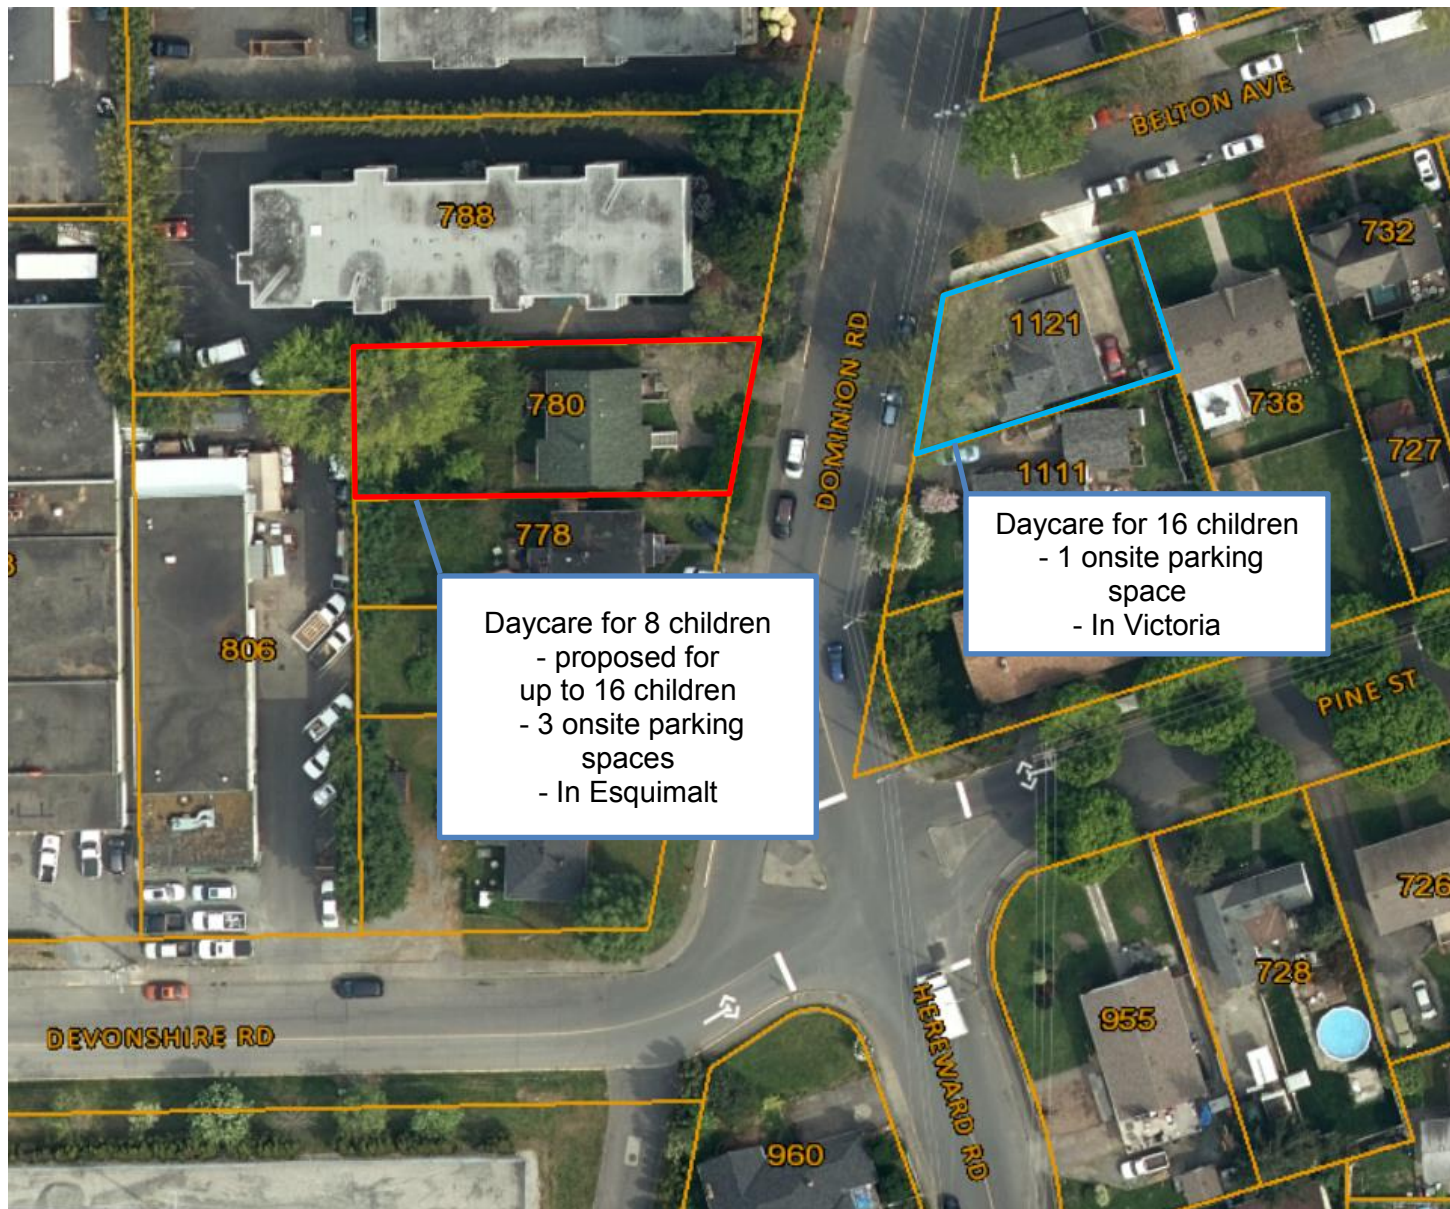 BELTON AVE
788
732
1121
780
738
DOMINION RD
727
1111
778
Daycare for 16 children
- 1 onsite parking
space
- In Victoria
Daycare for 8 children
- proposed for
up to 16 children
- 3 onsite parking
spaces
- In Esquimalt
806
PINE ST
726
728
955
HEREWARD RD
DEVONSHIRE RD
960